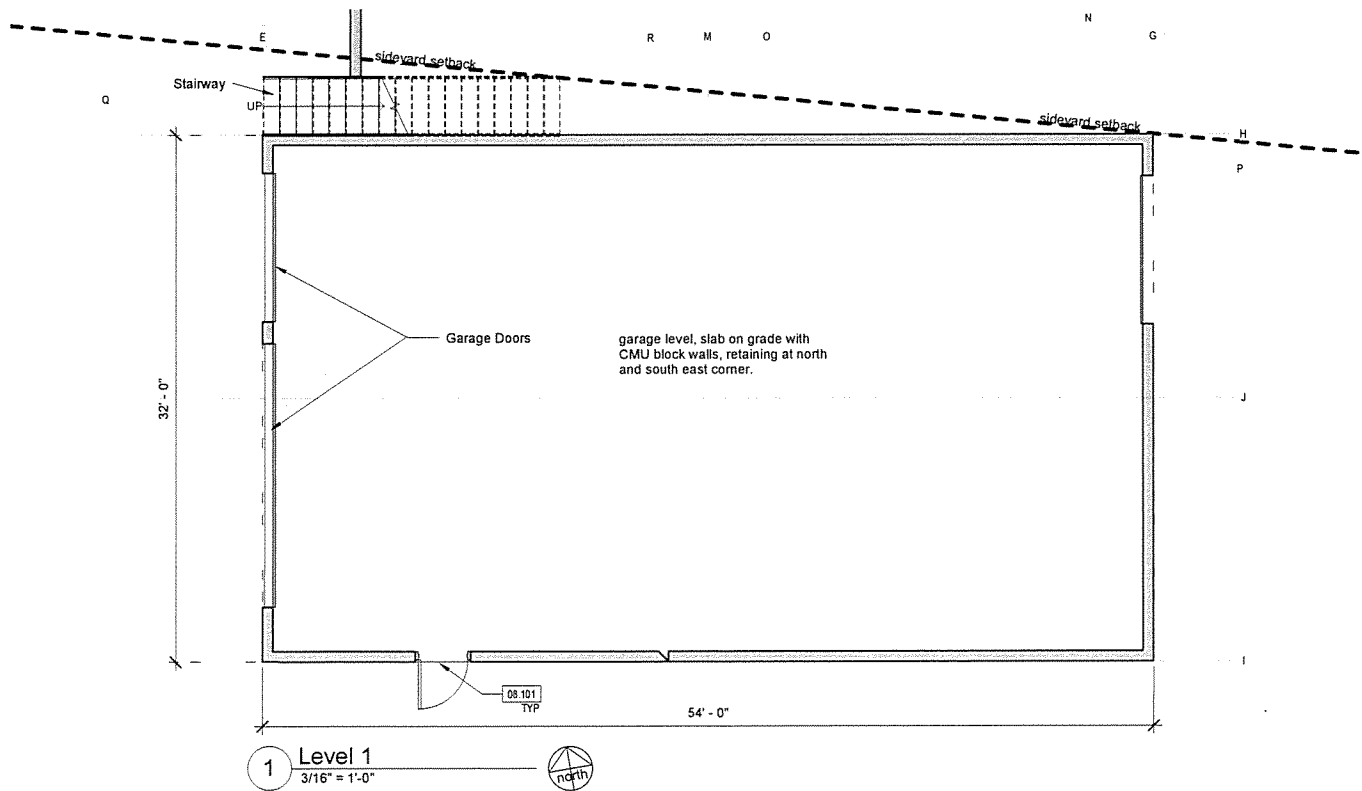 N
E
R
M
O
G
sideyard setback
Stairway
Q
UP
sideyard setback
H
P
Garage Doors
garage level, slab on grade with
CMU block walls, retaining at north
and south east corner.
32' - 0"
J
I
08.101
TYP
54' - 0"
1
Level 1
3/16" = 1'-0"
north